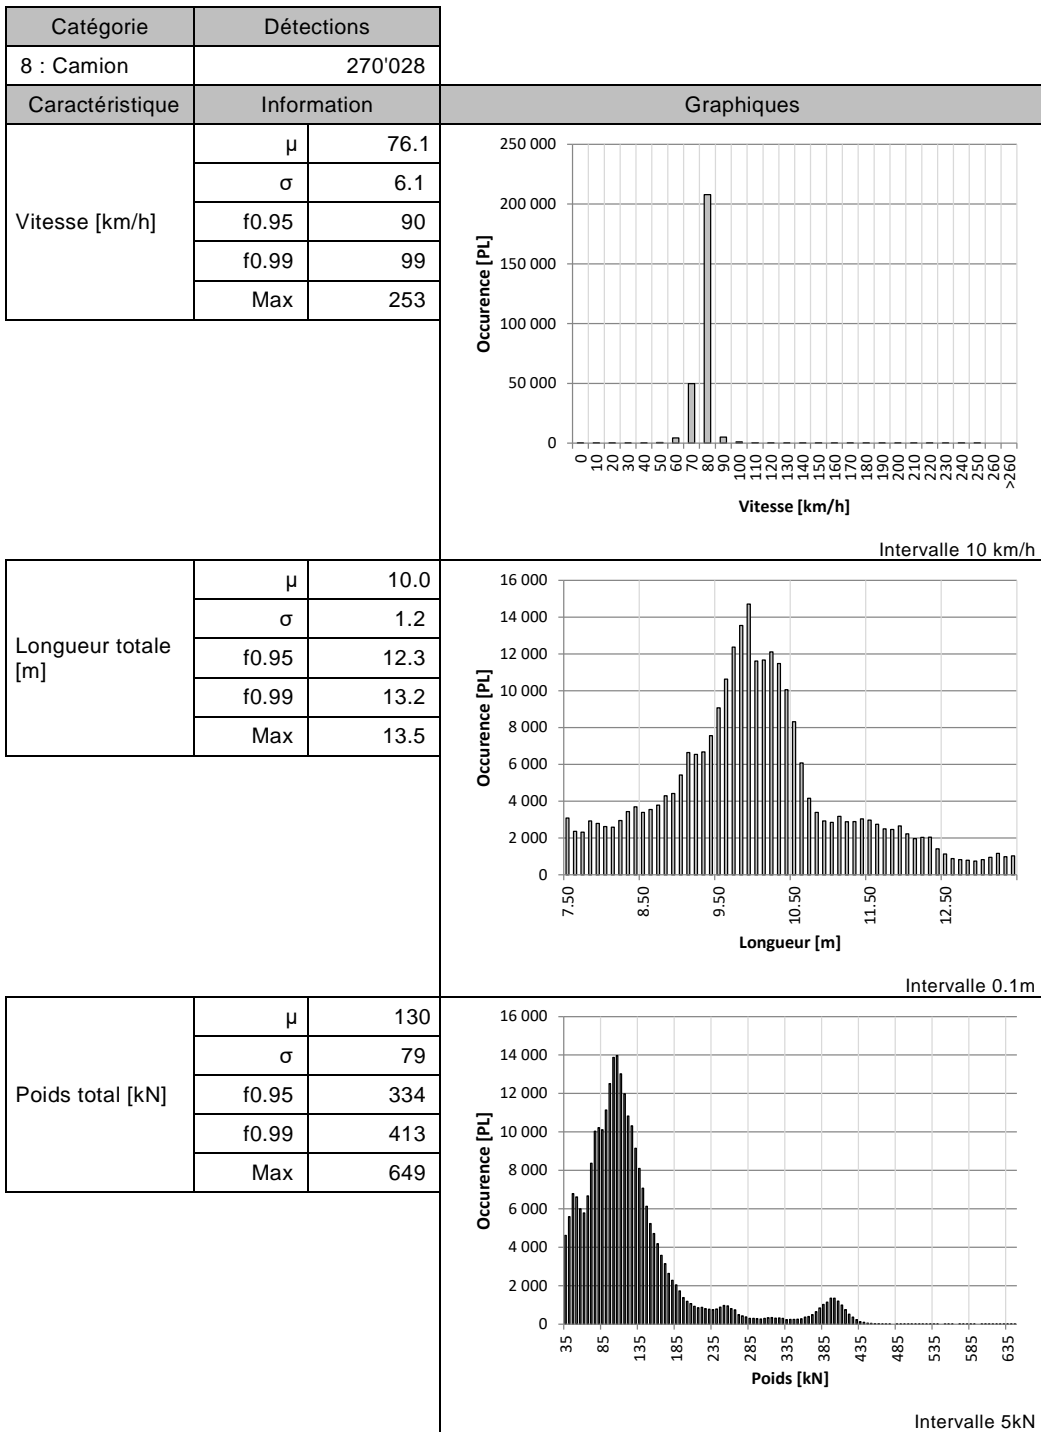 Catégorie Détections
8 : Camion 270'028
Caractéristique Information Graphiques
Vitesse [km/h]
µ 76.1
σ 6.1
f0.95 90
f0.99 99
Max 253
250 000
200 000
150 000
100 000
50 000
0
Occurence [PL]
0 10 20 30 40 50 60 70 80 90 100 110 120 130 140 150 160 170 180 190 200 210 220 230 240 250 260 >260
Vitesse [km/h]
Intervalle 10 km/h
Longueur totale
[m]
µ 10.0
σ 1.2
f0.95 12.3
f0.99 13.2
Max 13.5
16 000
14 000
12 000
10 000
8 000
6 000
4 000
2 000
0
Occurence [PL]
7.50 8.50 9.50 10.50 11.50 12.50
Longueur [m]
Intervalle 0.1m
Poids total [kN]
µ 130
σ 79
f0.95 334
f0.99 413
Max 649
16 000
14 000
12 000
10 000
8 000
6 000
4 000
2 000
0
Occurence [PL]
35 85 135 185 235 285 335 385 435 485 535 585 635
Poids [kN]
Intervalle 5kN